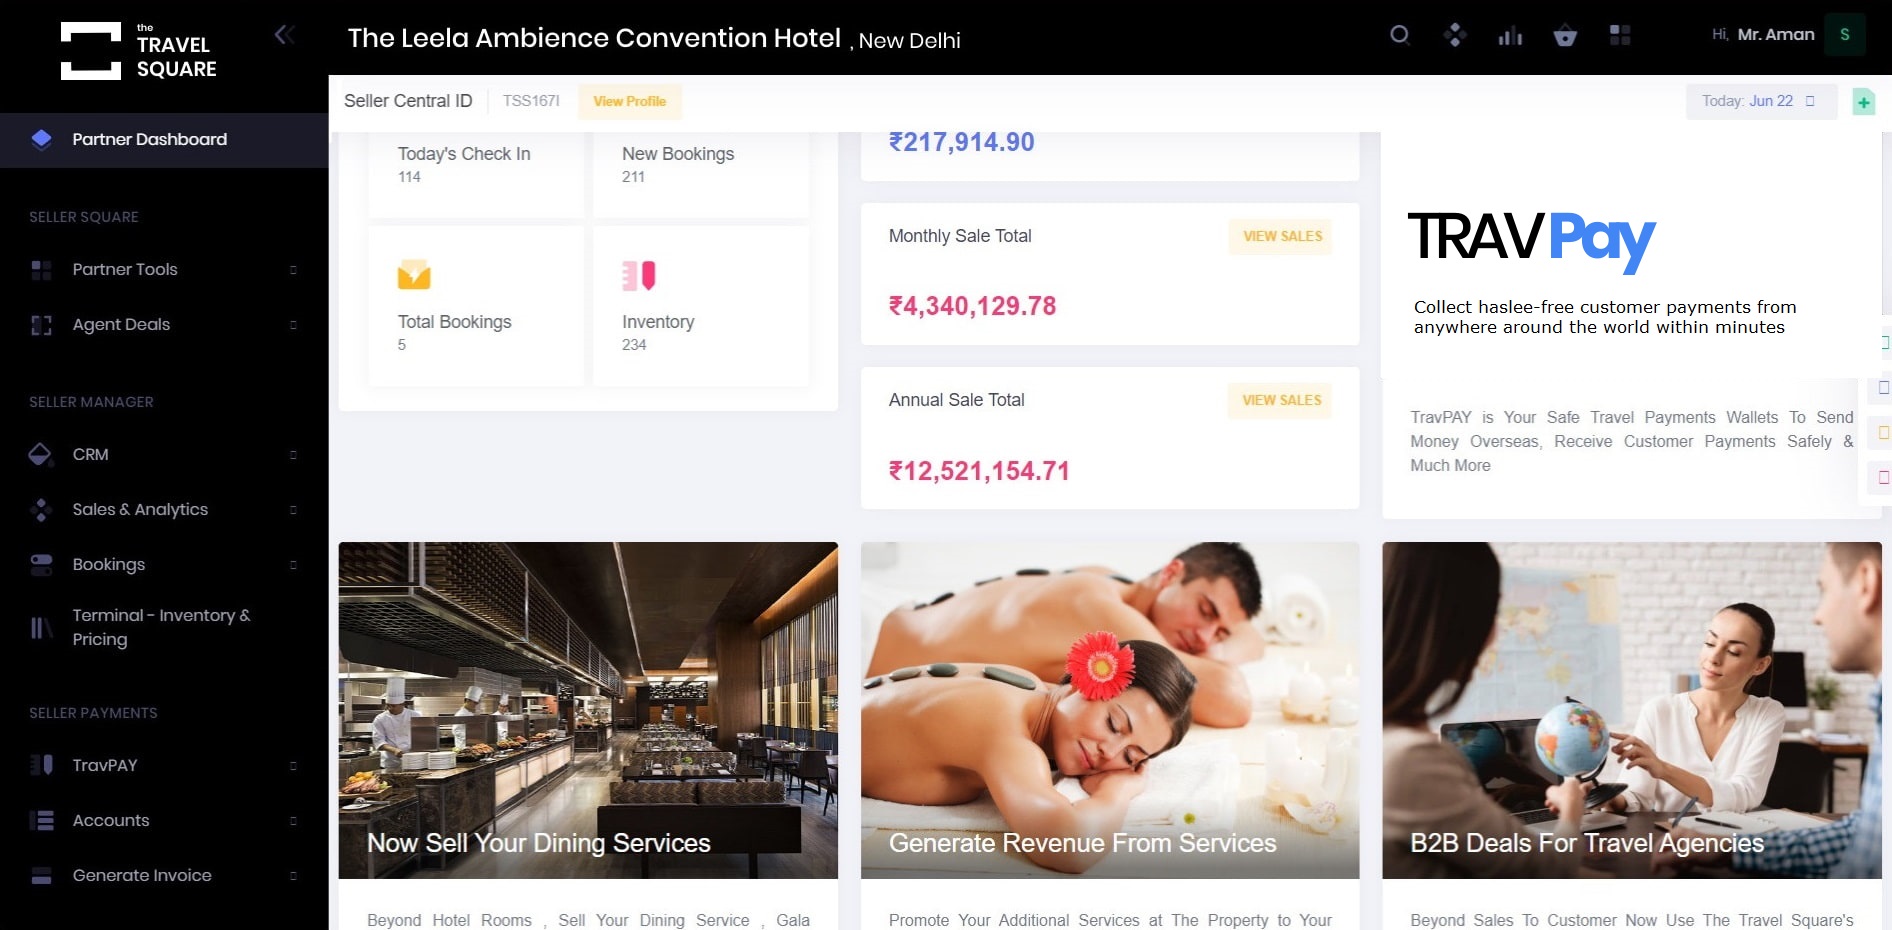 the
TRAVEL
SQUARE
The Leela Ambience Convention Hotel , New Delhi
Hi, Mr. Aman S
Seller Central ID TSS167I View Profile
Today: Jun 22
Partner Dashboard
SELLER SQUARE
Partner Tools
Agent Deals
SELLER MANAGER
CRM
Sales & Analytics
Bookings
Terminal - Inventory &
Pricing
SELLER PAYMENTS
TravPAY
Accounts
Generate Invoice
Today's Check In
114
New Bookings
211
Total Bookings
5
Inventory
234
₹217,914.90
Monthly Sale Total VIEW SALES
₹4,340,129.78
Annual Sale Total VIEW SALES
₹12,521,154.71
TRAVPay
Collect haslee-free customer payments from
anywhere around the world within minutes
TravPAY is Your Safe Travel Payments Wallets To Send
Money Overseas, Receive Customer Payments Safely &
Much More
Now Sell Your Dining Services
Beyond Hotel Rooms , Sell Your Dining Service , Gala
Generate Revenue From Services
Promote Your Additional Services at The Property to Your
B2B Deals For Travel Agencies
Beyond Sales To Customer Now Use The Travel Square's